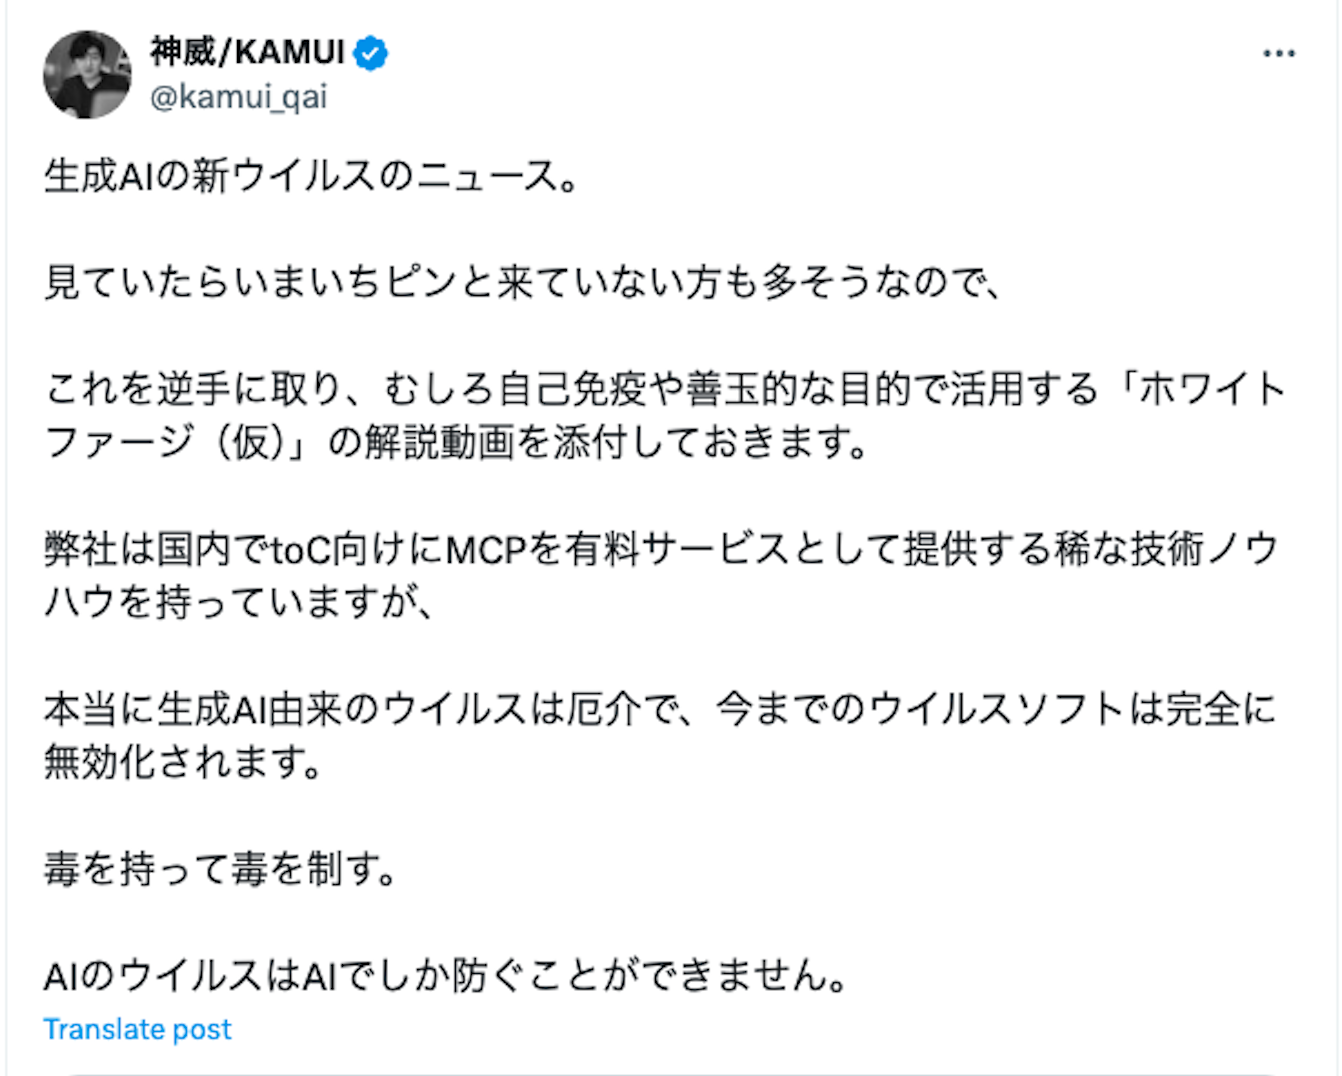 神威/KAMUI
@kamui_qai
生成AIの新ウイルスのニュース。
見ていたらいまいちピンと来ていない方も多そうなので、
これを逆手に取り、むしろ自己免疫や善玉的な目的で活用する「ホワイト
ファージ（仮）」の解説動画を添付しておきます。
弊社は国内でtoC向けにMCPを有料サービスとして提供する稀な技術ノウ
ハウを持っていますが、
本当に生成AI由来のウイルスは厄介で、今までのウイルスソフトは完全に
無効化されます。
毒を持って毒を制す。
AIのウイルスはAIでしか防ぐことができません。
Translate post